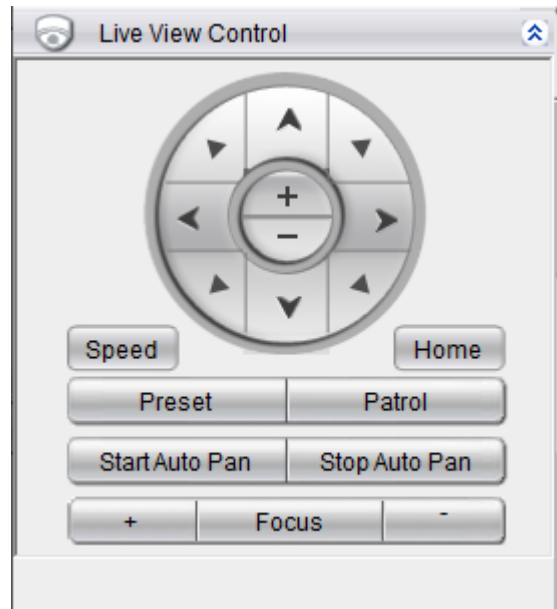 Live View Control
+
−
Speed Home
Preset Patrol
Start Auto Pan Stop Auto Pan
+ Focus -